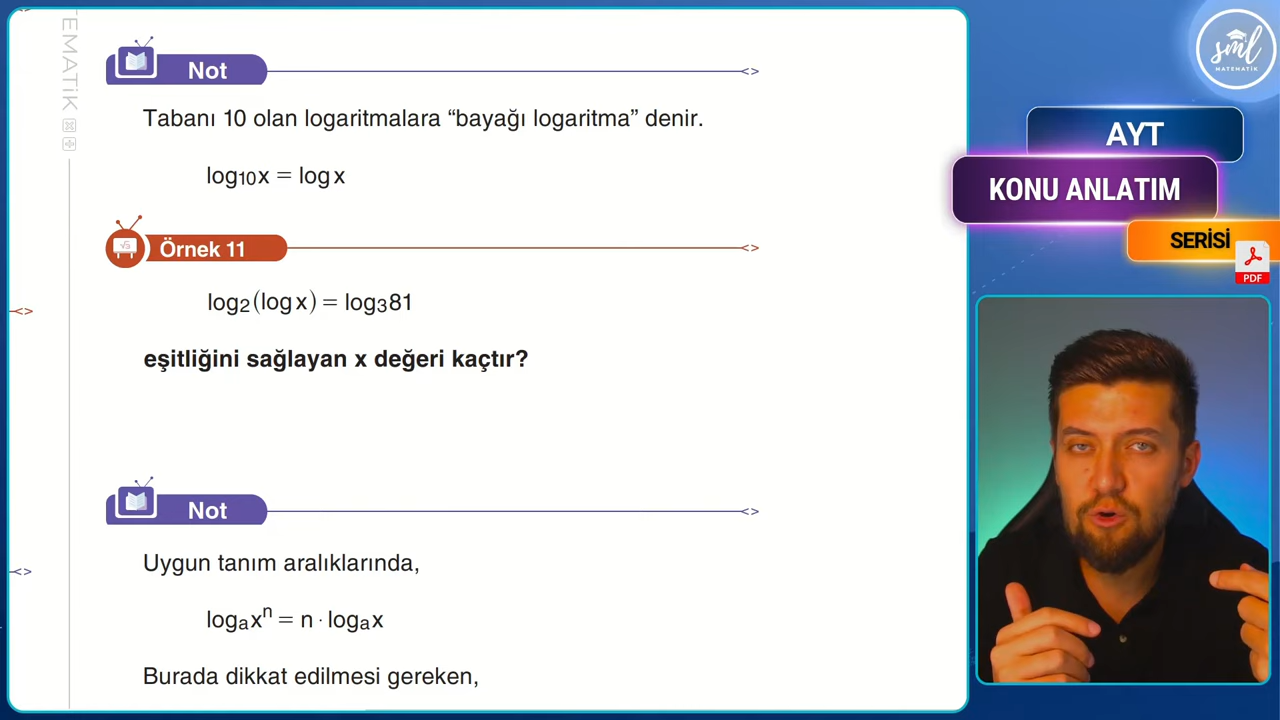 EMATİK
Not
Tabanı 10 olan logaritmalara “bayağı logaritma” denir.
log₁₀x = log x
√5
Örnek 11
log₂(log x) = log₃81
eşitliğini sağlayan x değeri kaçtır?
Not
Uygun tanım aralıklarında,
logₐxⁿ = n · logₐx
Burada dikkat edilmesi gereken,
sml
MATEMATİK
AYT
KONU ANLATIM
SERİSİ
PDF